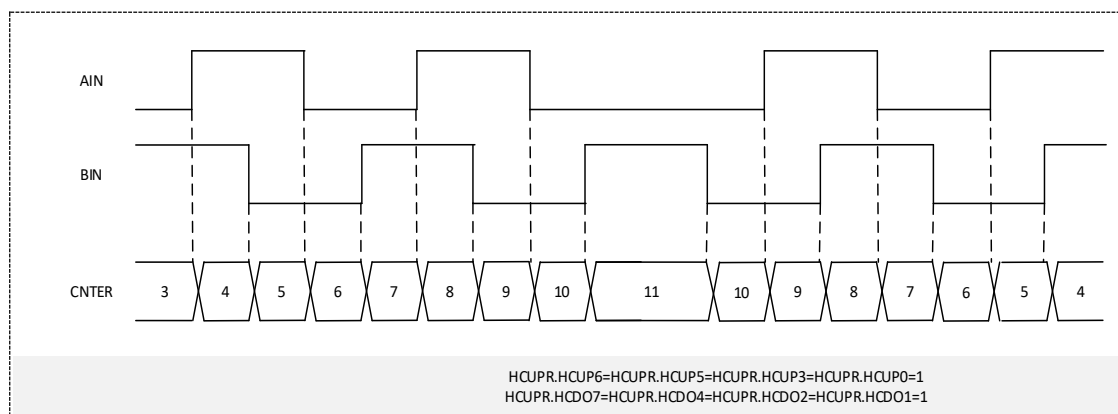 AIN
BIN
CNTER 3 4 5 6 7 8 9 10 11 10 9 8 7 6 5 4
HCUPR.HCUP6=HCUPR.HCUP5=HCUPR.HCUP3=HCUPR.HCUP0=1
HCUPR.HCDO7=HCUPR.HCDO4=HCUPR.HCDO2=HCUPR.HCDO1=1